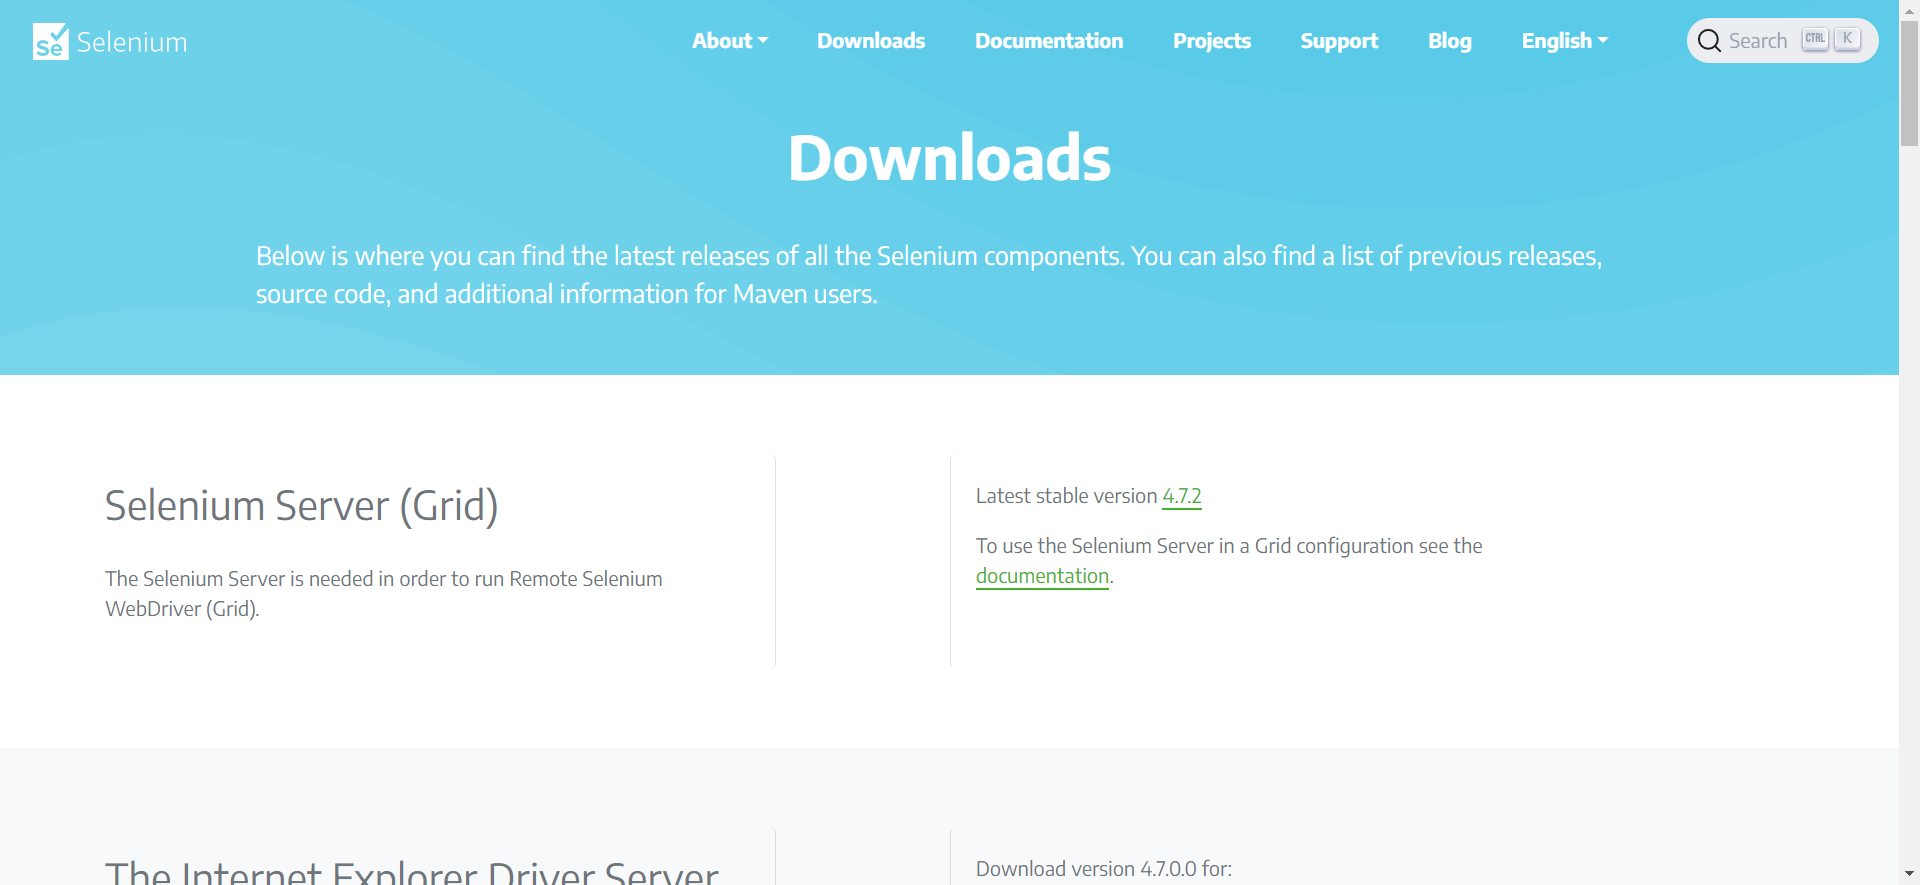 Se Selenium
About
Downloads
Documentation
Projects
Support
Blog
English
Search CTRL K
Downloads
Below is where you can find the latest releases of all the Selenium components. You can also find a list of previous releases,
source code, and additional information for Maven users.
Selenium Server (Grid)
The Selenium Server is needed in order to run Remote Selenium
WebDriver (Grid).
Latest stable version 4.7.2
To use the Selenium Server in a Grid configuration see the
documentation.
The Internet Explorer Driver Server
Download version 4.7.0.0 for: